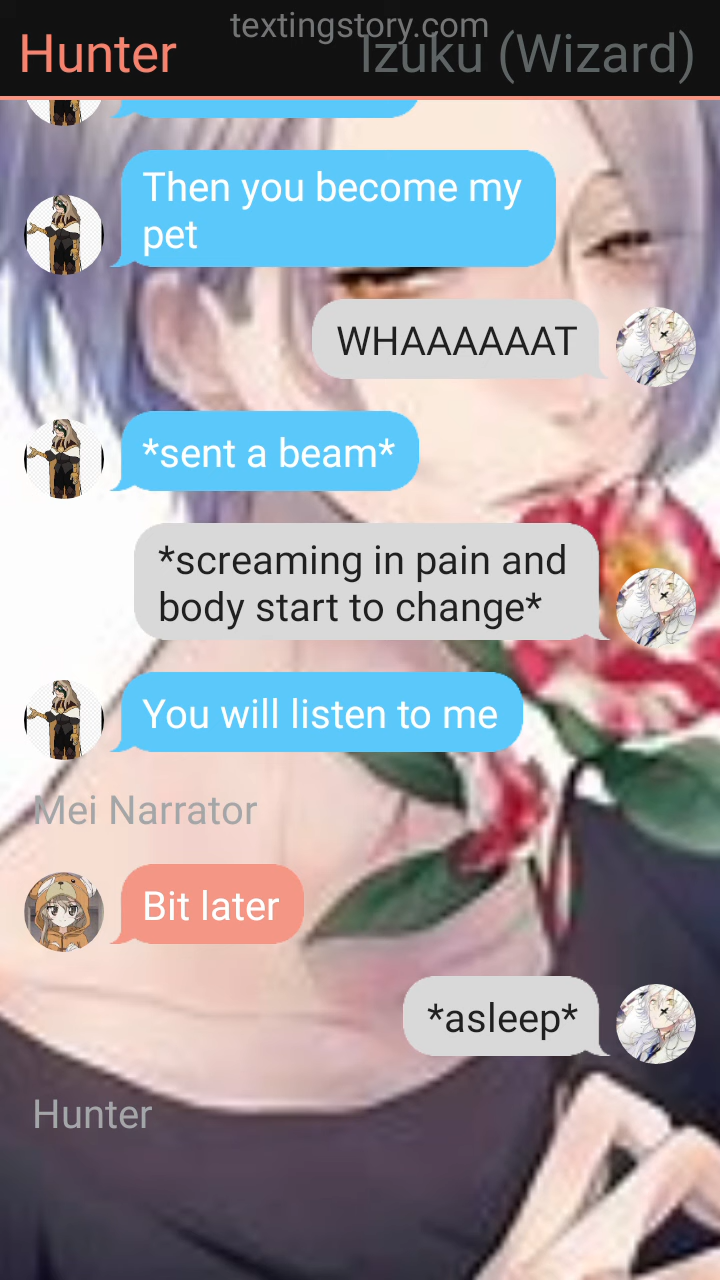 textingstory.com
Hunter
Izuku (Wizard)
Then you become my
pet
WHAAAAAAT
*sent a beam*
*screaming in pain and
body start to change*
You will listen to me
Mei Narrator
Bit later
*asleep*
Hunter